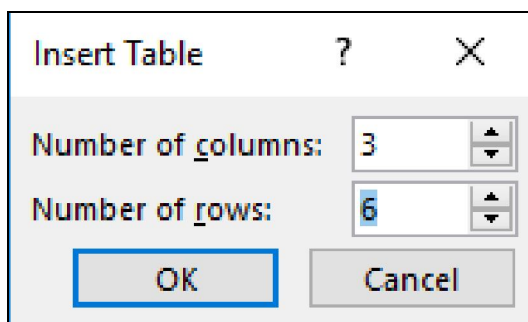 Insert Table ? X
Number of columns: 3
Number of rows: 6
OK Cancel